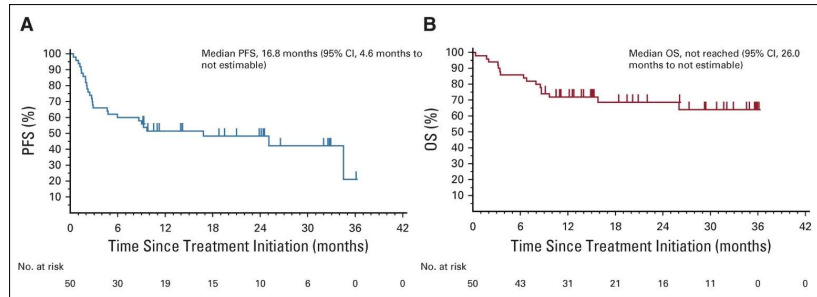 A
Median PFS, 16.8 months (95% CI, 4.6 months to
not estimable)
PFS (%)
100
90
80
70
60
50
40
30
20
10
0 6 12 18 24 30 36 42
Time Since Treatment Initiation (months)
No. at risk
50 30 19 15 10 6 0 0
B
Median OS, not reached (95% CI, 26.0
months to not estimable)
OS (%)
100
90
80
70
60
50
40
30
20
10
0 6 12 18 24 30 36 42
Time Since Treatment Initiation (months)
No. at risk
50 43 31 21 16 11 0 0